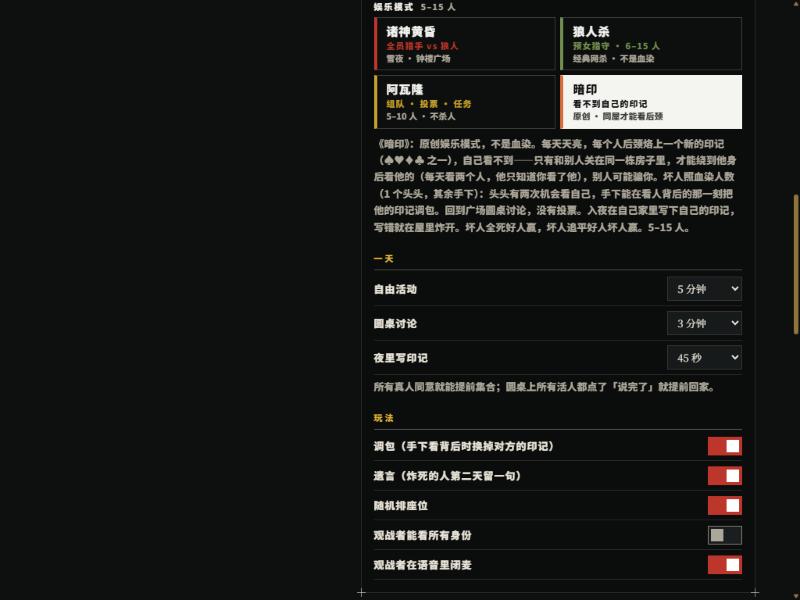 娱乐模式 5–15 人
诸神黄昏
全员猎手 vs 狼人
雪夜 · 钟楼广场
狼人杀
预女猎守 · 6–15 人
经典网杀 · 不是血染
阿瓦隆
组队 · 投票 · 任务
5–10 人 · 不杀人
暗印
看不到自己的印记
原创 · 同屋才能看后颈
《暗印》：原创娱乐模式，不是血染。每天天亮，每个人后颈烙上一个新的印记
（♠♥♦♣ 之一），自己看不到——只有和别人关在同一栋房子里，才能绕到他身
后看他的（每天看两个人，他只知道你看了他），别人可能骗你。坏人照血染人数
（1 个头头，其余手下）：头头有两次机会看自己，手下能在看人背后的那一刻把
他的印记调包。回到广场圆桌讨论，没有投票。入夜在自己家里写下自己的印记，
写错就在屋里炸开。坏人全死好人赢，坏人追平好人坏人赢。5–15 人。
一天
自由活动
5 分钟
圆桌讨论
3 分钟
夜里写印记
45 秒
所有真人同意就能提前集合；圆桌上所有活人都点了「说完了」就提前回家。
玩法
调包（手下看背后时换掉对方的印记）
遗言（炸死的人第二天留一句）
随机排座位
观战者能看所有身份
观战者在语音里闭麦